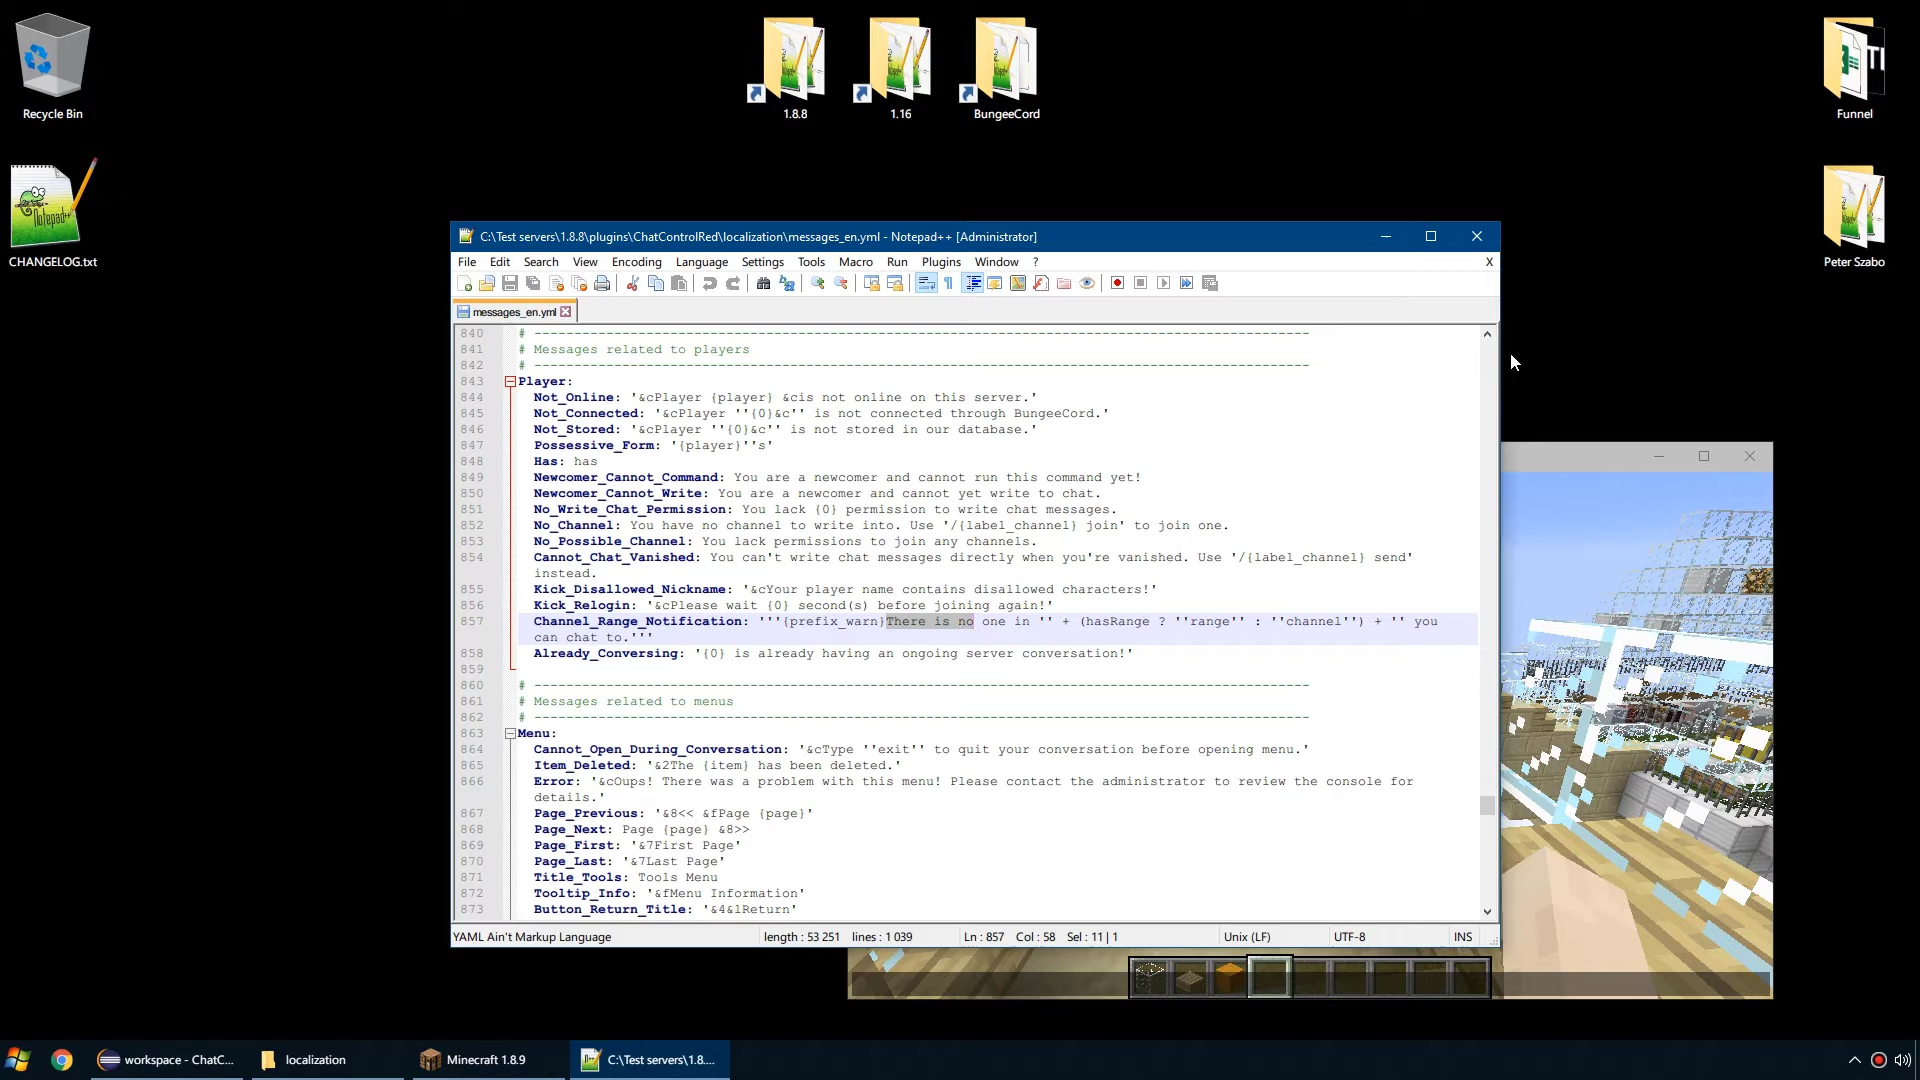 Recycle Bin
CHANGELOG.txt
1.8.8
1.16
BungeeCord
Funnel
Peter Szabo
C:\Test servers\1.8.8\plugins\ChatControlRed\localization\messages_en.yml - Notepad++ [Administrator]
File Edit Search View Encoding Language Settings Tools Macro Run Plugins Window ? X
messages_en.yml
840 # ---------------------------------------------------------------------------------------------
841 # Messages related to players
842 # ---------------------------------------------------------------------------------------------
843 Player:
844 Not_Online: '&cPlayer {player} &cis not online on this server.'
845 Not_Connected: '&cPlayer ''{0}&c'' is not connected through BungeeCord.'
846 Not_Stored: '&cPlayer ''{0}&c'' is not stored in our database.'
847 Possessive_Form: '{player}''s'
848 Has: has
849 Newcomer_Cannot_Command: You are a newcomer and cannot run this command yet!
850 Newcomer_Cannot_Write: You are a newcomer and cannot yet write to chat.
851 No_Write_Chat_Permission: You lack {0} permission to write chat messages.
852 No_Channel: You have no channel to write into. Use '/{label_channel} join' to join one.
853 No_Possible_Channel: You lack permissions to join any channels.
854 Cannot_Chat_Vanished: You can't write chat messages directly when you're vanished. Use '/{label_channel} send'
instead.
855 Kick_Disallowed_Nickname: '&cYour player name contains disallowed characters!'
856 Kick_Relogin: '&cPlease wait {0} second(s) before joining again!'
857 Channel_Range_Notification: '''{prefix_warn}There is no one in '' + (hasRange ? ''range'' : ''channel'') + '' you
can chat to.'''
858 Already_Conversing: '{0} is already having an ongoing server conversation!'
859
860 # ---------------------------------------------------------------------------------------------
861 # Messages related to menus
862 # ---------------------------------------------------------------------------------------------
863 Menu:
864 Cannot_Open_During_Conversation: '&cType ''exit'' to quit your conversation before opening menu.'
865 Item_Deleted: '&2The {item} has been deleted.'
866 Error: '&cOups! There was a problem with this menu! Please contact the administrator to review the console for
details.'
867 Page_Previous: '&8<< &fPage {page}'
868 Page_Next: Page {page} &8>>
869 Page_First: '&7First Page'
870 Page_Last: '&7Last Page'
871 Title_Tools: Tools Menu
872 Tooltip_Info: '&fMenu Information'
873 Button_Return_Title: '&4&lReturn'
YAML Ain't Markup Language length : 53 251 lines : 1 039 Ln : 857 Col : 58 Sel : 11 | 1 Unix (LF) UTF-8 INS
workspace - ChatC... localization Minecraft 1.8.9 C:\Test servers\1.8....